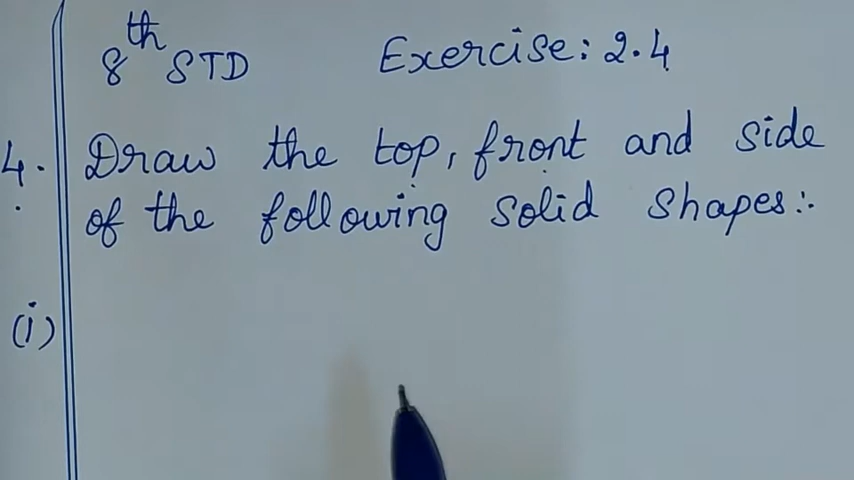 8th STD Exercise: 2.4
4. Draw the top, front and side
of the following solid shapes:.
(i)